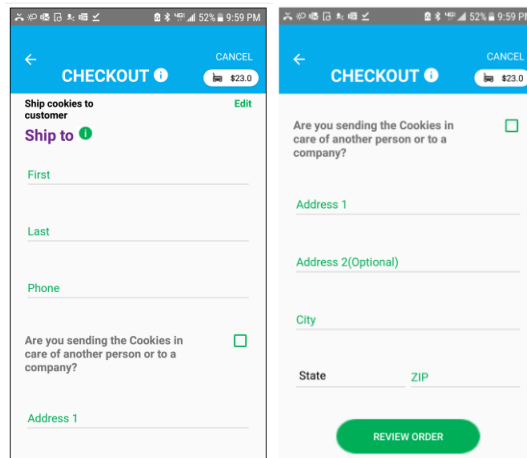 52% 9:59 PM
CANCEL
CHECKOUT
$23.0
Ship cookies to
customer
Edit
Ship to
First
Last
Phone
Are you sending the Cookies in
care of another person or to a
company?
Address 1
52% 9:59 PM
CANCEL
CHECKOUT
$23.0
Are you sending the Cookies in
care of another person or to a
company?
Address 1
Address 2(Optional)
City
State ZIP
REVIEW ORDER